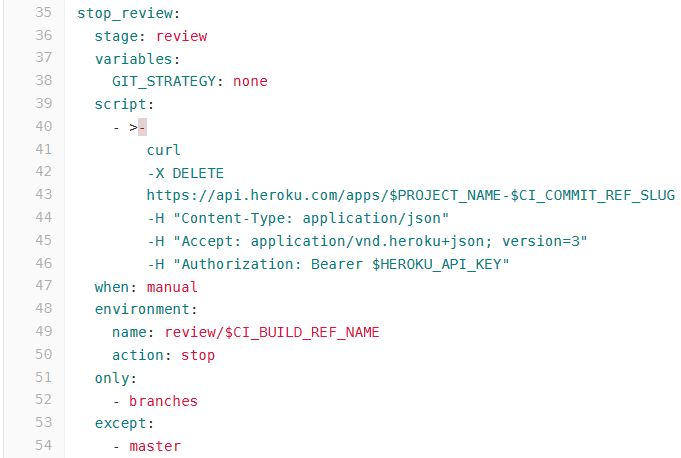 35 stop_review:
36   stage: review
37   variables:
38     GIT_STRATEGY: none
39   script:
40     - >-
41         curl
42         -X DELETE
43         https://api.heroku.com/apps/$PROJECT_NAME-$CI_COMMIT_REF_SLUG
44         -H "Content-Type: application/json"
45         -H "Accept: application/vnd.heroku+json; version=3"
46         -H "Authorization: Bearer $HEROKU_API_KEY"
47   when: manual
48   environment:
49     name: review/$CI_BUILD_REF_NAME
50     action: stop
51   only:
52     - branches
53   except:
54     - master